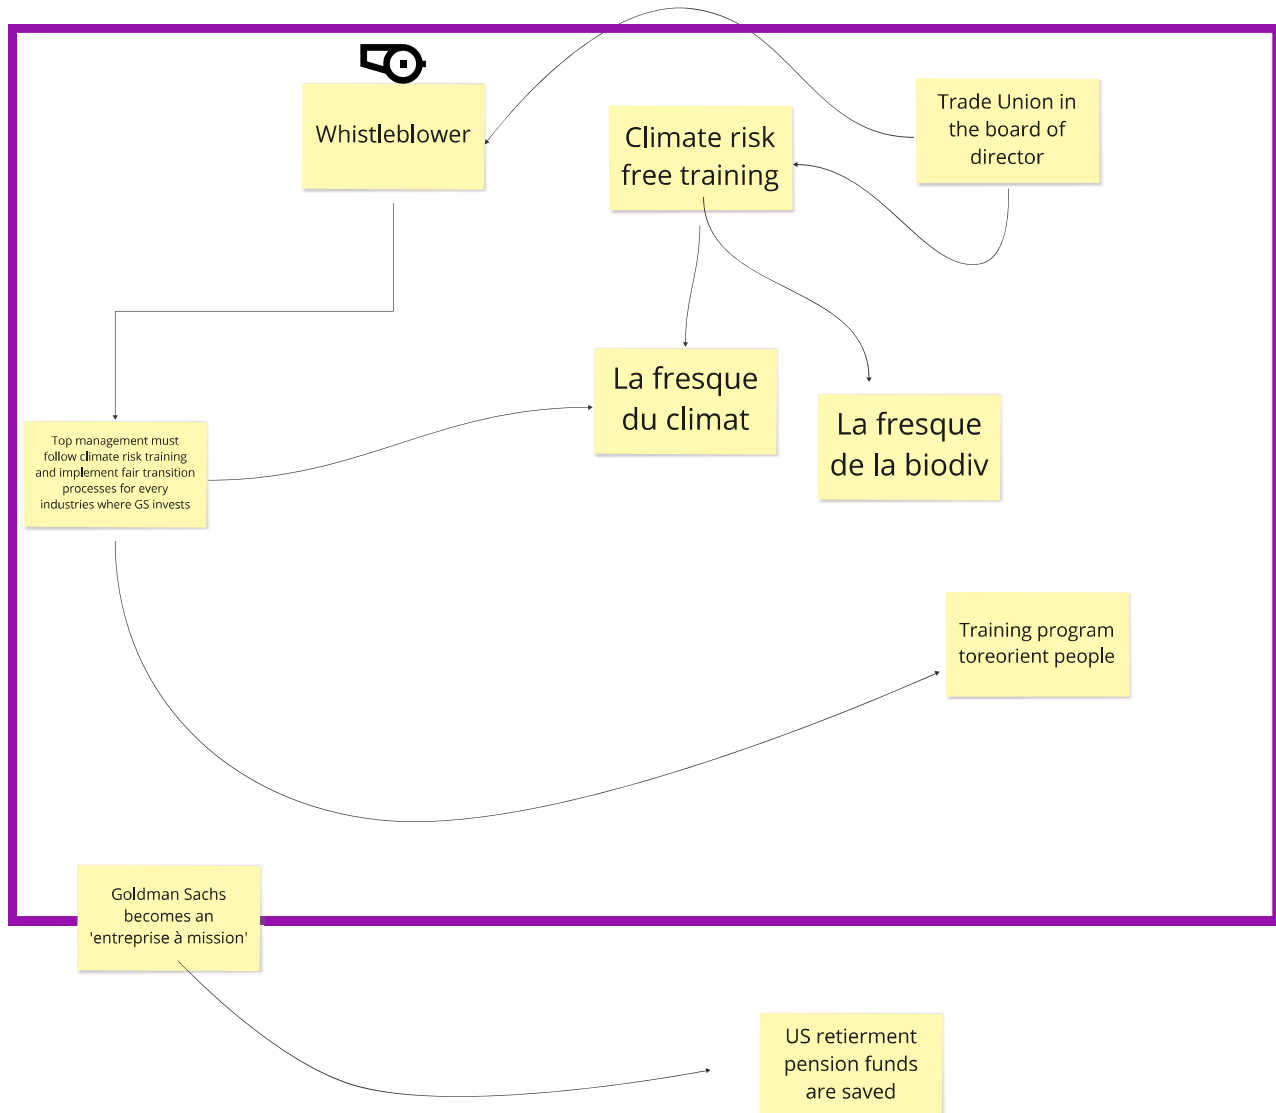 Whistleblower
Climate risk
free training
Trade Union in
the board of
director
La fresque
du climat
La fresque
de la biodiv
Top management must
follow climate risk training
and implement fair transition
processes for every
industries where GS invests
Training program
toreorient people
Goldman Sachs
becomes an
'entreprise à mission'
US retierment
pension funds
are saved